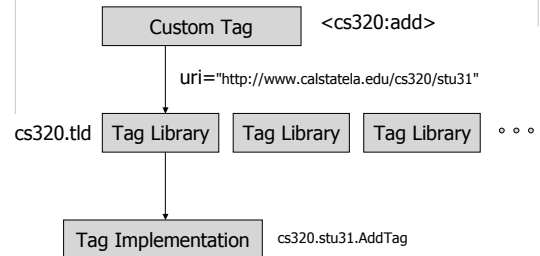 Custom Tag <cs320:add>
uri="http://www.calstatela.edu/cs320/stu31"
cs320.tld Tag Library Tag Library Tag Library
Tag Implementation cs320.stu31.AddTag